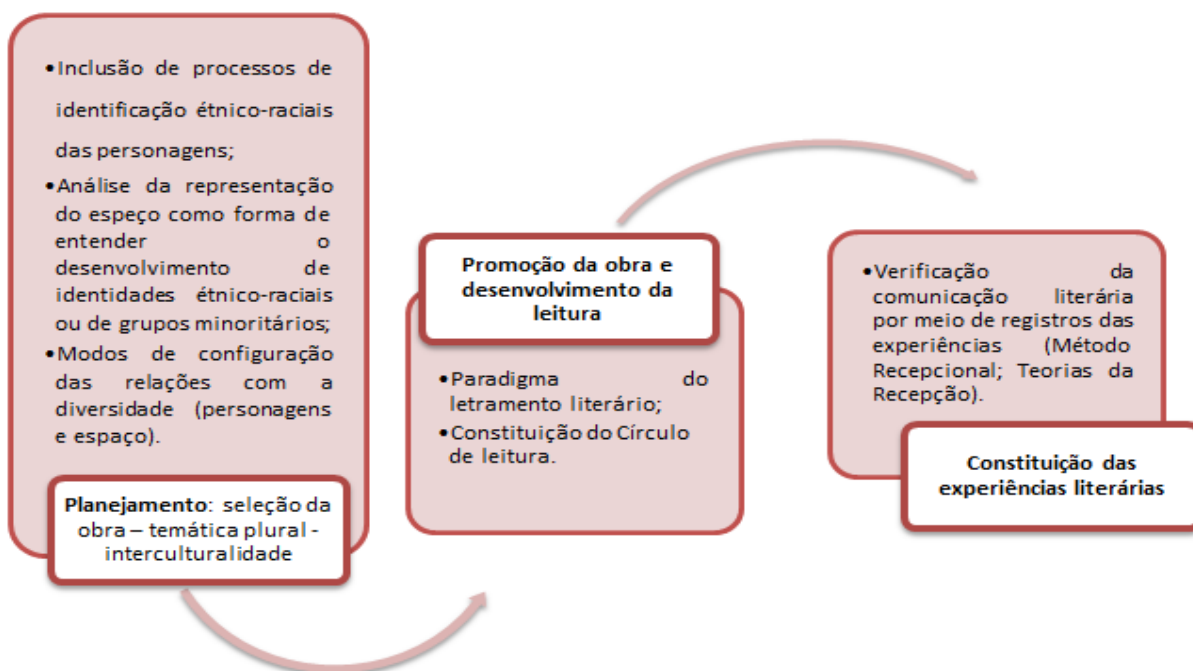 •Inclusão de processos de
identificação étnico-raciais
das personagens;
•Análise da representação
do espeço como forma de
entender o
desenvolvimento de
identidades étnico-raciais
ou de grupos minoritários;
•Modos de configuração
das relações com a
diversidade (personagens
e espaço).
Planejamento: seleção da
obra – temática plural -
interculturalidade
Promoção da obra e
desenvolvimento da
leitura
•Paradigma do
letramento literário;
•Constituição do Círculo
de leitura.
•Verificação da
comunicação literária
por meio de registros das
experiências (Método
Recepcional; Teorias da
Recepção).
Constituição das
experiências literárias